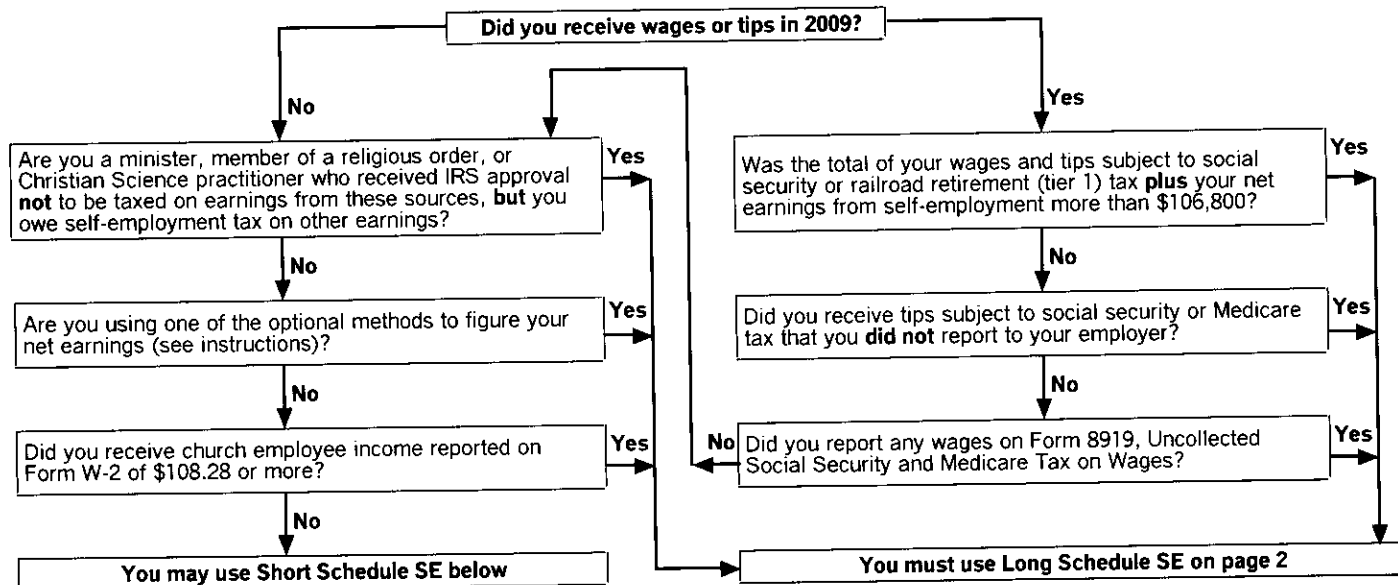 Did you receive wages or tips in 2009?
No
Yes
Are you a minister, member of a religious order, or
Christian Science practitioner who received IRS approval
not to be taxed on earnings from these sources, but you
owe self-employment tax on other earnings?
Yes
Was the total of your wages and tips subject to social
security or railroad retirement (tier 1) tax plus your net
earnings from self-employment more than $106,800?
Yes
No
No
Are you using one of the optional methods to figure your
net earnings (see instructions)?
Yes
Did you receive tips subject to social security or Medicare
tax that you did not report to your employer?
Yes
No
No
Did you receive church employee income reported on
Form W-2 of $108.28 or more?
Yes
No
Did you report any wages on Form 8919, Uncollected
Social Security and Medicare Tax on Wages?
Yes
No
You may use Short Schedule SE below
You must use Long Schedule SE on page 2